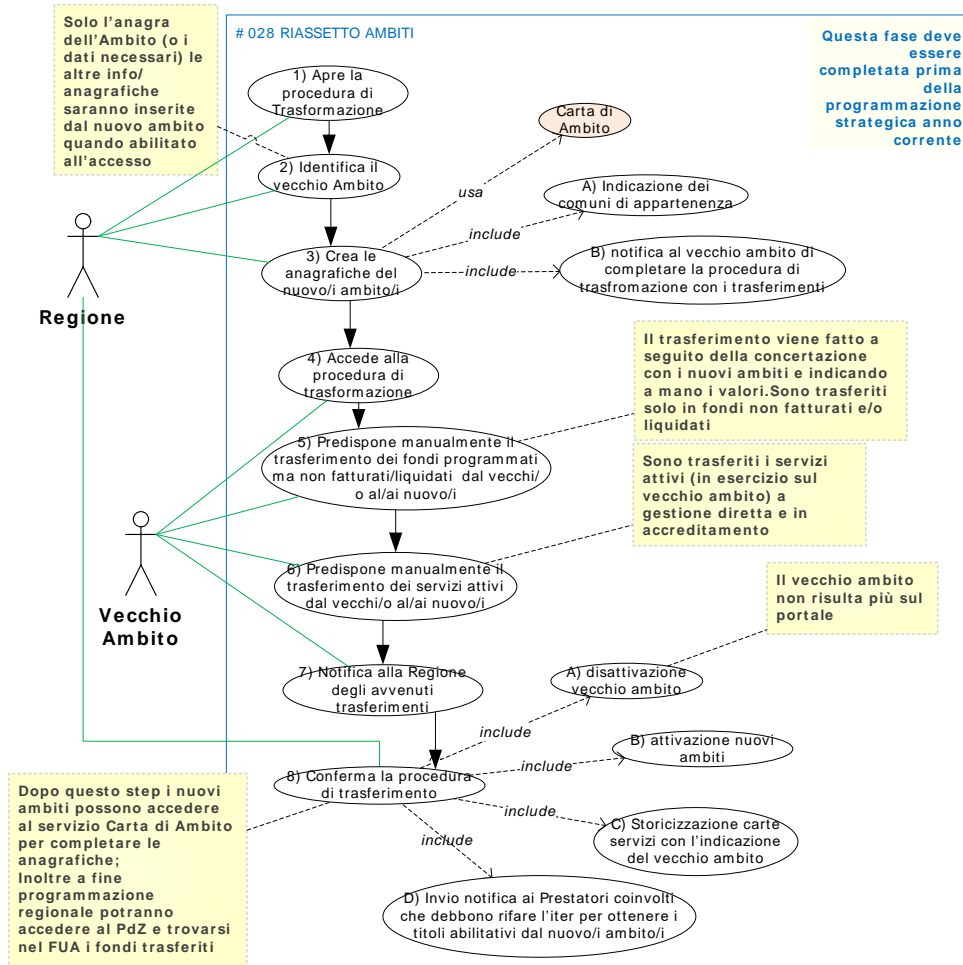 Solo l'anagra
dell'Ambito (o i
dati necessari) le
altre info/
anagrafiche
saranno inserite
dal nuovo ambito
quando abilitato
all'accesso
# 028 RIASSETTO AMBITI
Questa fase deve
essere
completata prima
della
programmazione
strategica anno
corrente
1) Apre la
procedura di
Trasformazione
Carta di
Ambito
2) Identifica il
vecchio Ambito
usa
A) Indicazione dei
comuni di appartenenza
include
3) Crea le
anagrafiche del
nuovo/i ambito/i
include
B) notifica al vecchio ambito di
completare la procedura di
trasfromazione con i trasferimenti
Regione
4) Accede alla
procedura di
trasformazione
Il trasferimento viene fatto a
seguito della concertazione
con i nuovi ambiti e indicando
a mano i valori.Sono trasferiti
solo in fondi non fatturati e/o
liquidati
5) Predispone manualmente il
trasferimento dei fondi programmati
ma non fatturati/liquidati  dal vecchi/
o al/ai nuovo/i
Sono trasferiti i servizi
attivi (in esercizio sul
vecchio ambito) a
gestione diretta e in
accreditamento
6) Predispone manualmente il
trasferimento dei servizi attivi
dal vecchi/o al/ai nuovo/i
Vecchio
Ambito
Il vecchio ambito
non risulta più sul
portale
7) Notifica alla Regione
degli avvenuti
trasferimenti
A) disattivazione
vecchio ambito
include
B) attivazione nuovi
ambiti
include
8) Conferma la procedura
di trasferimento
include
C) Storicizzazione carte
servizi con l'indicazione
del vecchio ambito
include
D) Invio notifica ai Prestatori coinvolti
che debbono rifare l'iter per ottenere i
titoli abilitativi dal nuovo/i ambito/i
Dopo questo step i nuovi
ambiti possono accedere
al servizio Carta di Ambito
per completare le
anagrafiche;
Inoltre a fine
programmazione
regionale potranno
accedere al PdZ e trovarsi
nel FUA i fondi trasferiti